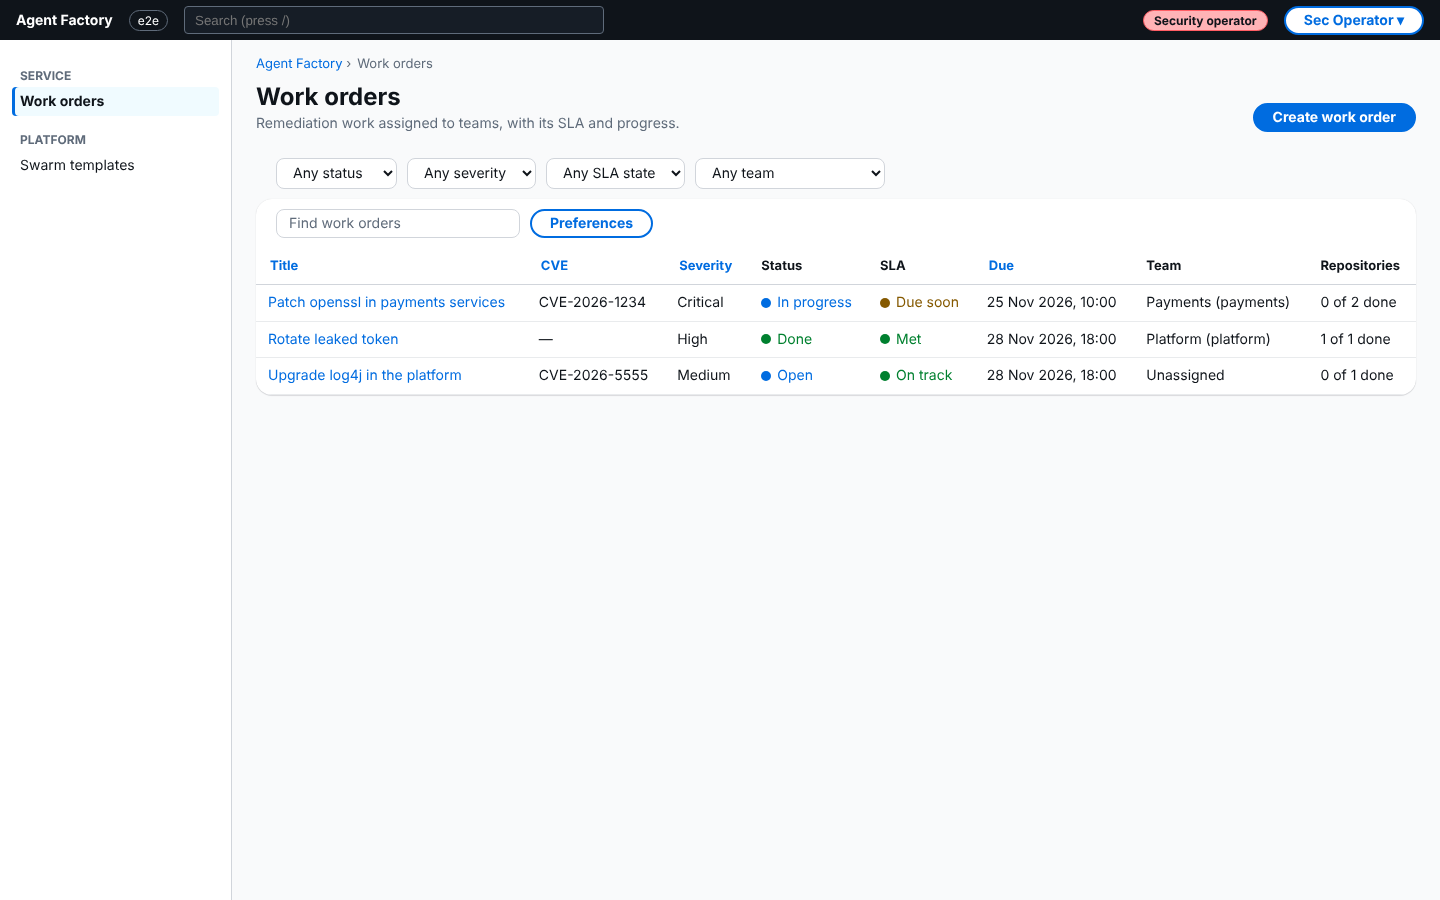 Agent Factory e2e Search (press /) Security operator Sec Operator ▾
SERVICE
Work orders
PLATFORM
Swarm templates
Agent Factory › Work orders
Work orders
Remediation work assigned to teams, with its SLA and progress.
Create work order
Any status Any severity Any SLA state Any team
Find work orders Preferences
Title CVE Severity Status SLA Due Team Repositories
Patch openssl in payments services CVE-2026-1234 Critical In progress Due soon 25 Nov 2026, 10:00 Payments (payments) 0 of 2 done
Rotate leaked token — High Done Met 28 Nov 2026, 18:00 Platform (platform) 1 of 1 done
Upgrade log4j in the platform CVE-2026-5555 Medium Open On track 28 Nov 2026, 18:00 Unassigned 0 of 1 done